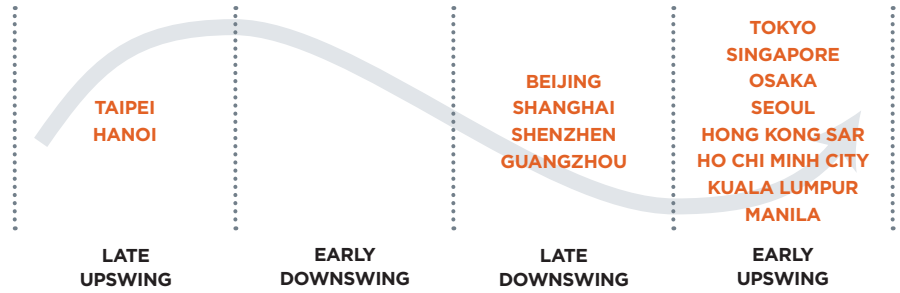 TAIPEI
HANOI
BEIJING
SHANGHAI
SHENZHEN
GUANGZHOU
TOKYO
SINGAPORE
OSAKA
SEOUL
HONG KONG SAR
HO CHI MINH CITY
KUALA LUMPUR
MANILA
LATE
UPSWING
EARLY
DOWNSWING
LATE
DOWNSWING
EARLY
UPSWING